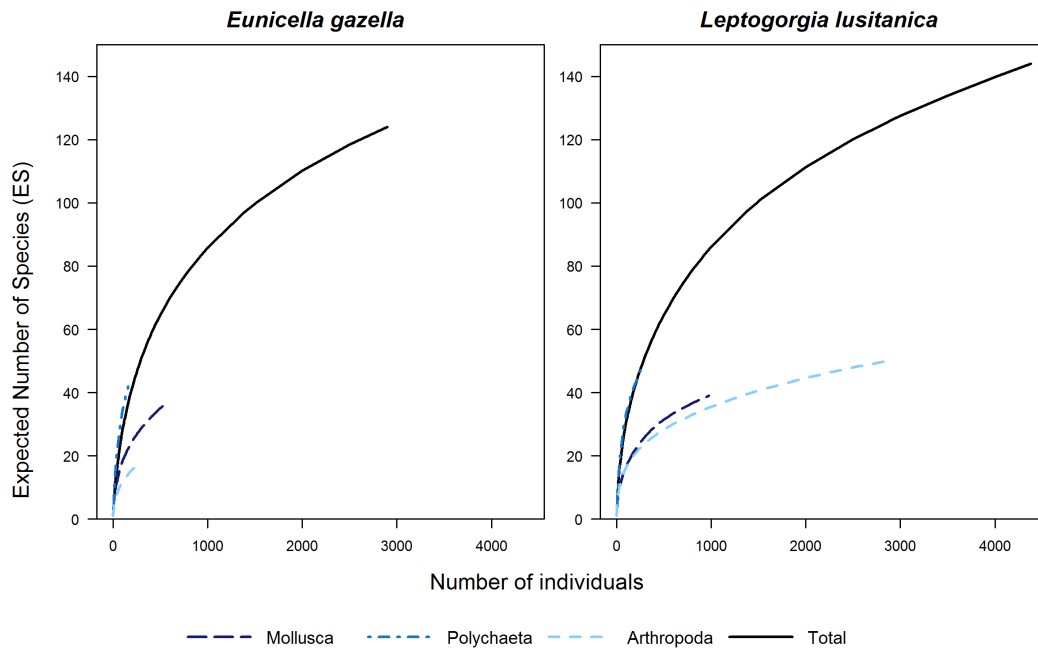 Eunicella gazella
Leptogorgia lusitanica
Expected Number of Species (ES)
140
120
100
80
60
40
20
0
0 1000 2000 3000 4000
140
120
100
80
60
40
20
0
0 1000 2000 3000 4000
Number of individuals
Mollusca Polychaeta Arthropoda Total